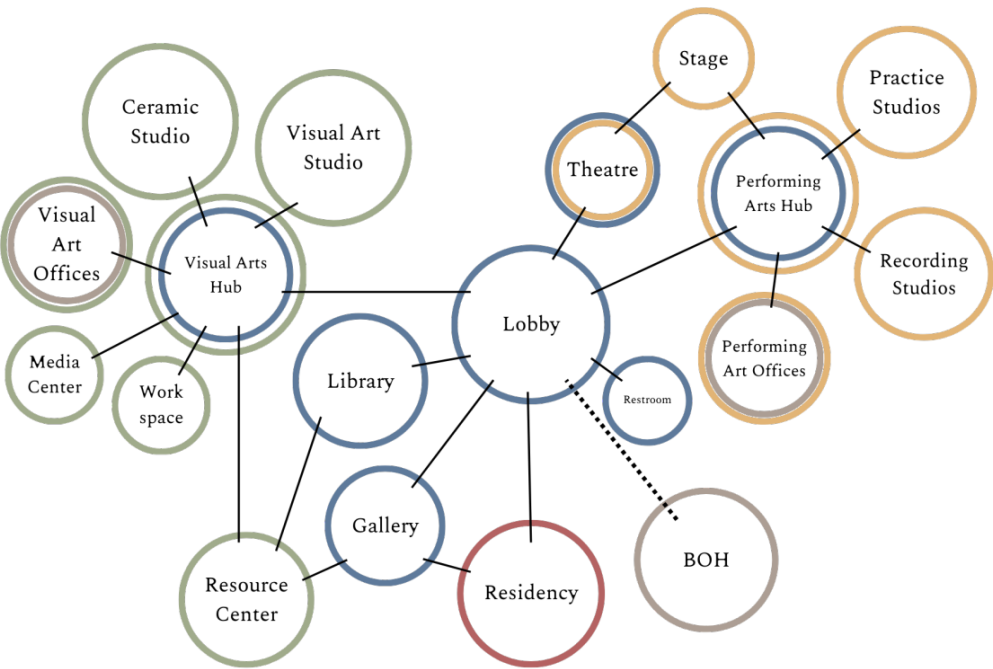 Stage
Practice
Studios
Ceramic
Studio
Visual Art
Studio
Theatre
Performing
Arts Hub
Visual
Art
Offices
Visual Arts
Hub
Recording
Studios
Lobby
Performing
Art Offices
Media
Center
Library
Work
space
Restroom
Gallery
BOH
Resource
Center
Residency